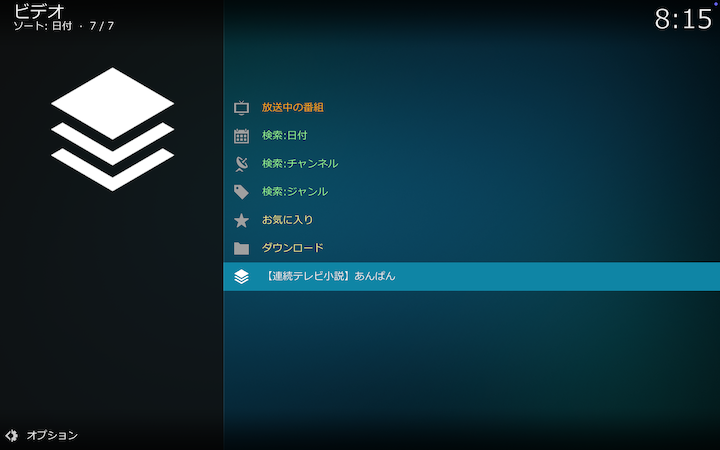 ビデオ
ソート: 日付 · 7 / 7
8:15
放送中の番組
検索:日付
検索:チャンネル
検索:ジャンル
お気に入り
ダウンロード
【連続テレビ小説】あんぱん
オプション